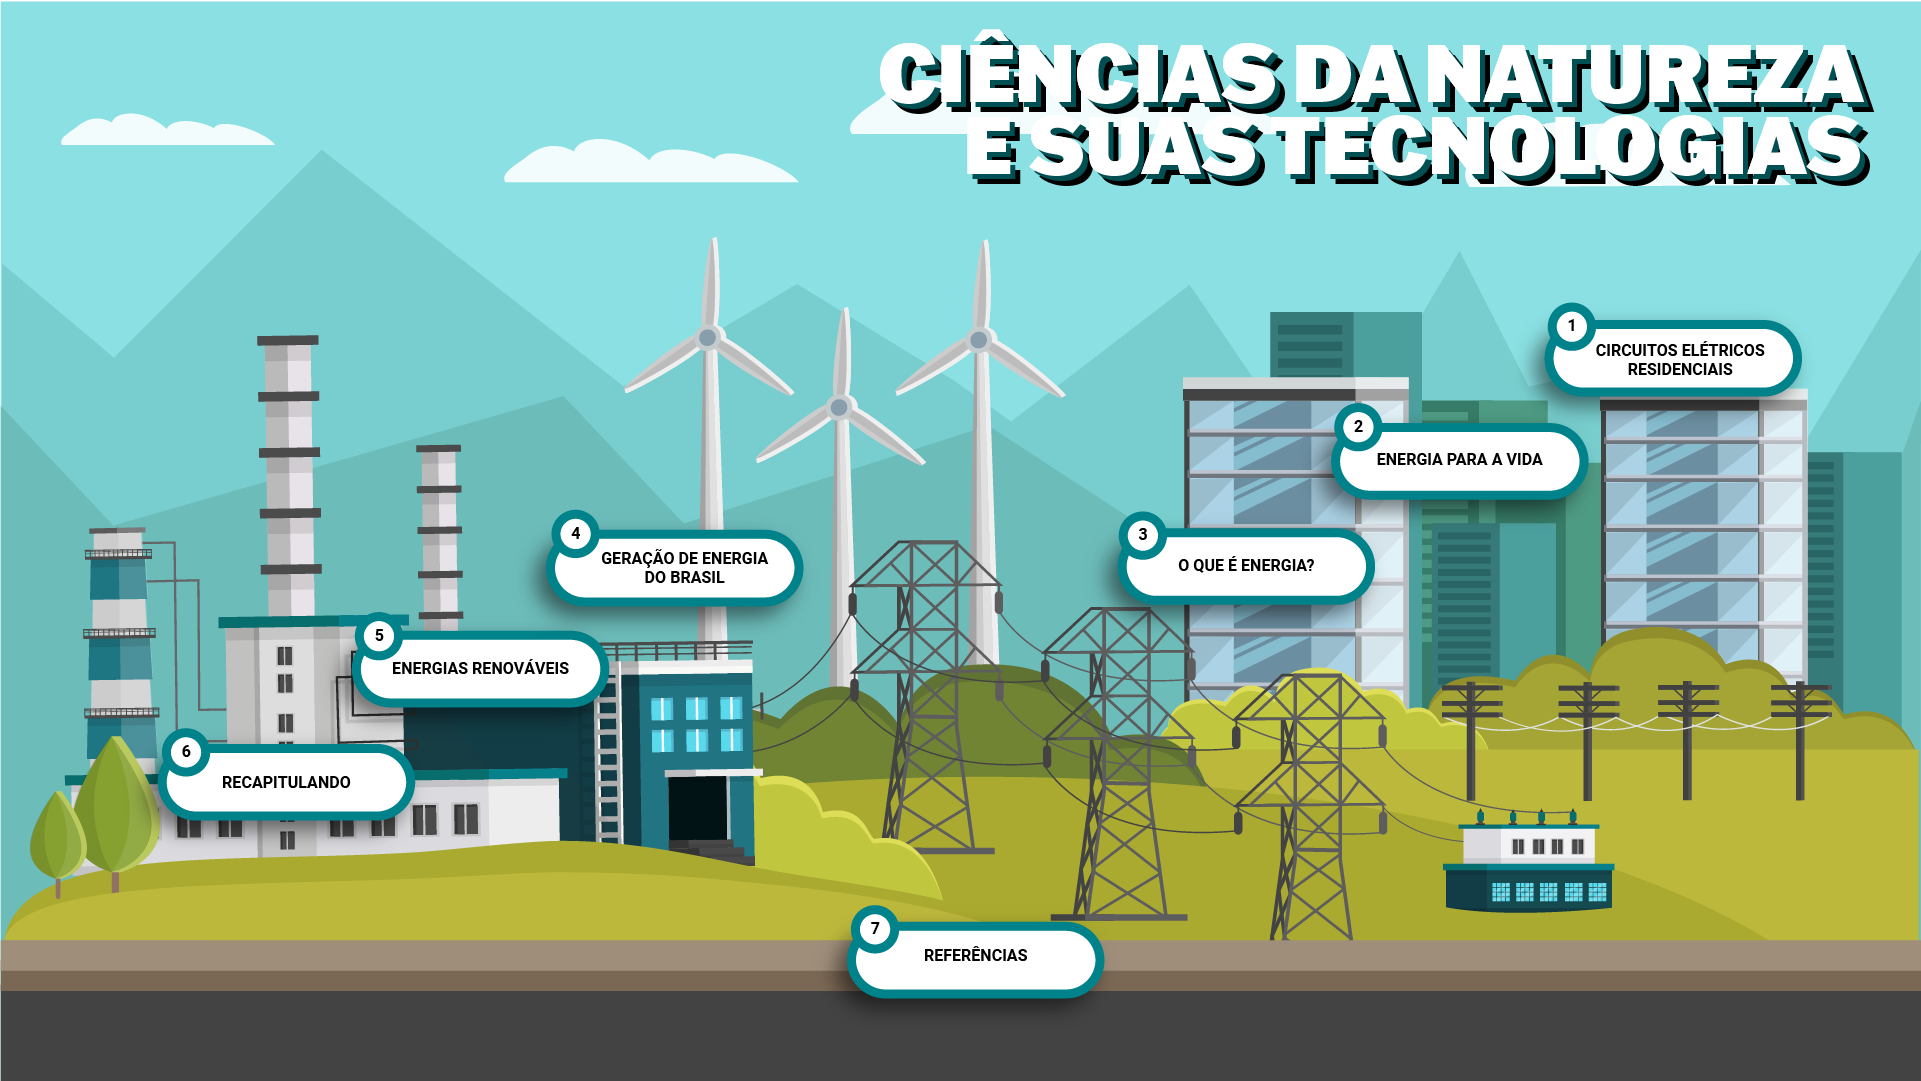 CIÊNCIAS DA NATUREZA
E SUAS TECNOLOGIAS
1
CIRCUITOS ELÉTRICOS
RESIDENCIAIS
2
ENERGIA PARA A VIDA
3
O QUE É ENERGIA?
4
GERAÇÃO DE ENERGIA
DO BRASIL
5
ENERGIAS RENOVÁVEIS
6
RECAPITULANDO
7
REFERÊNCIAS